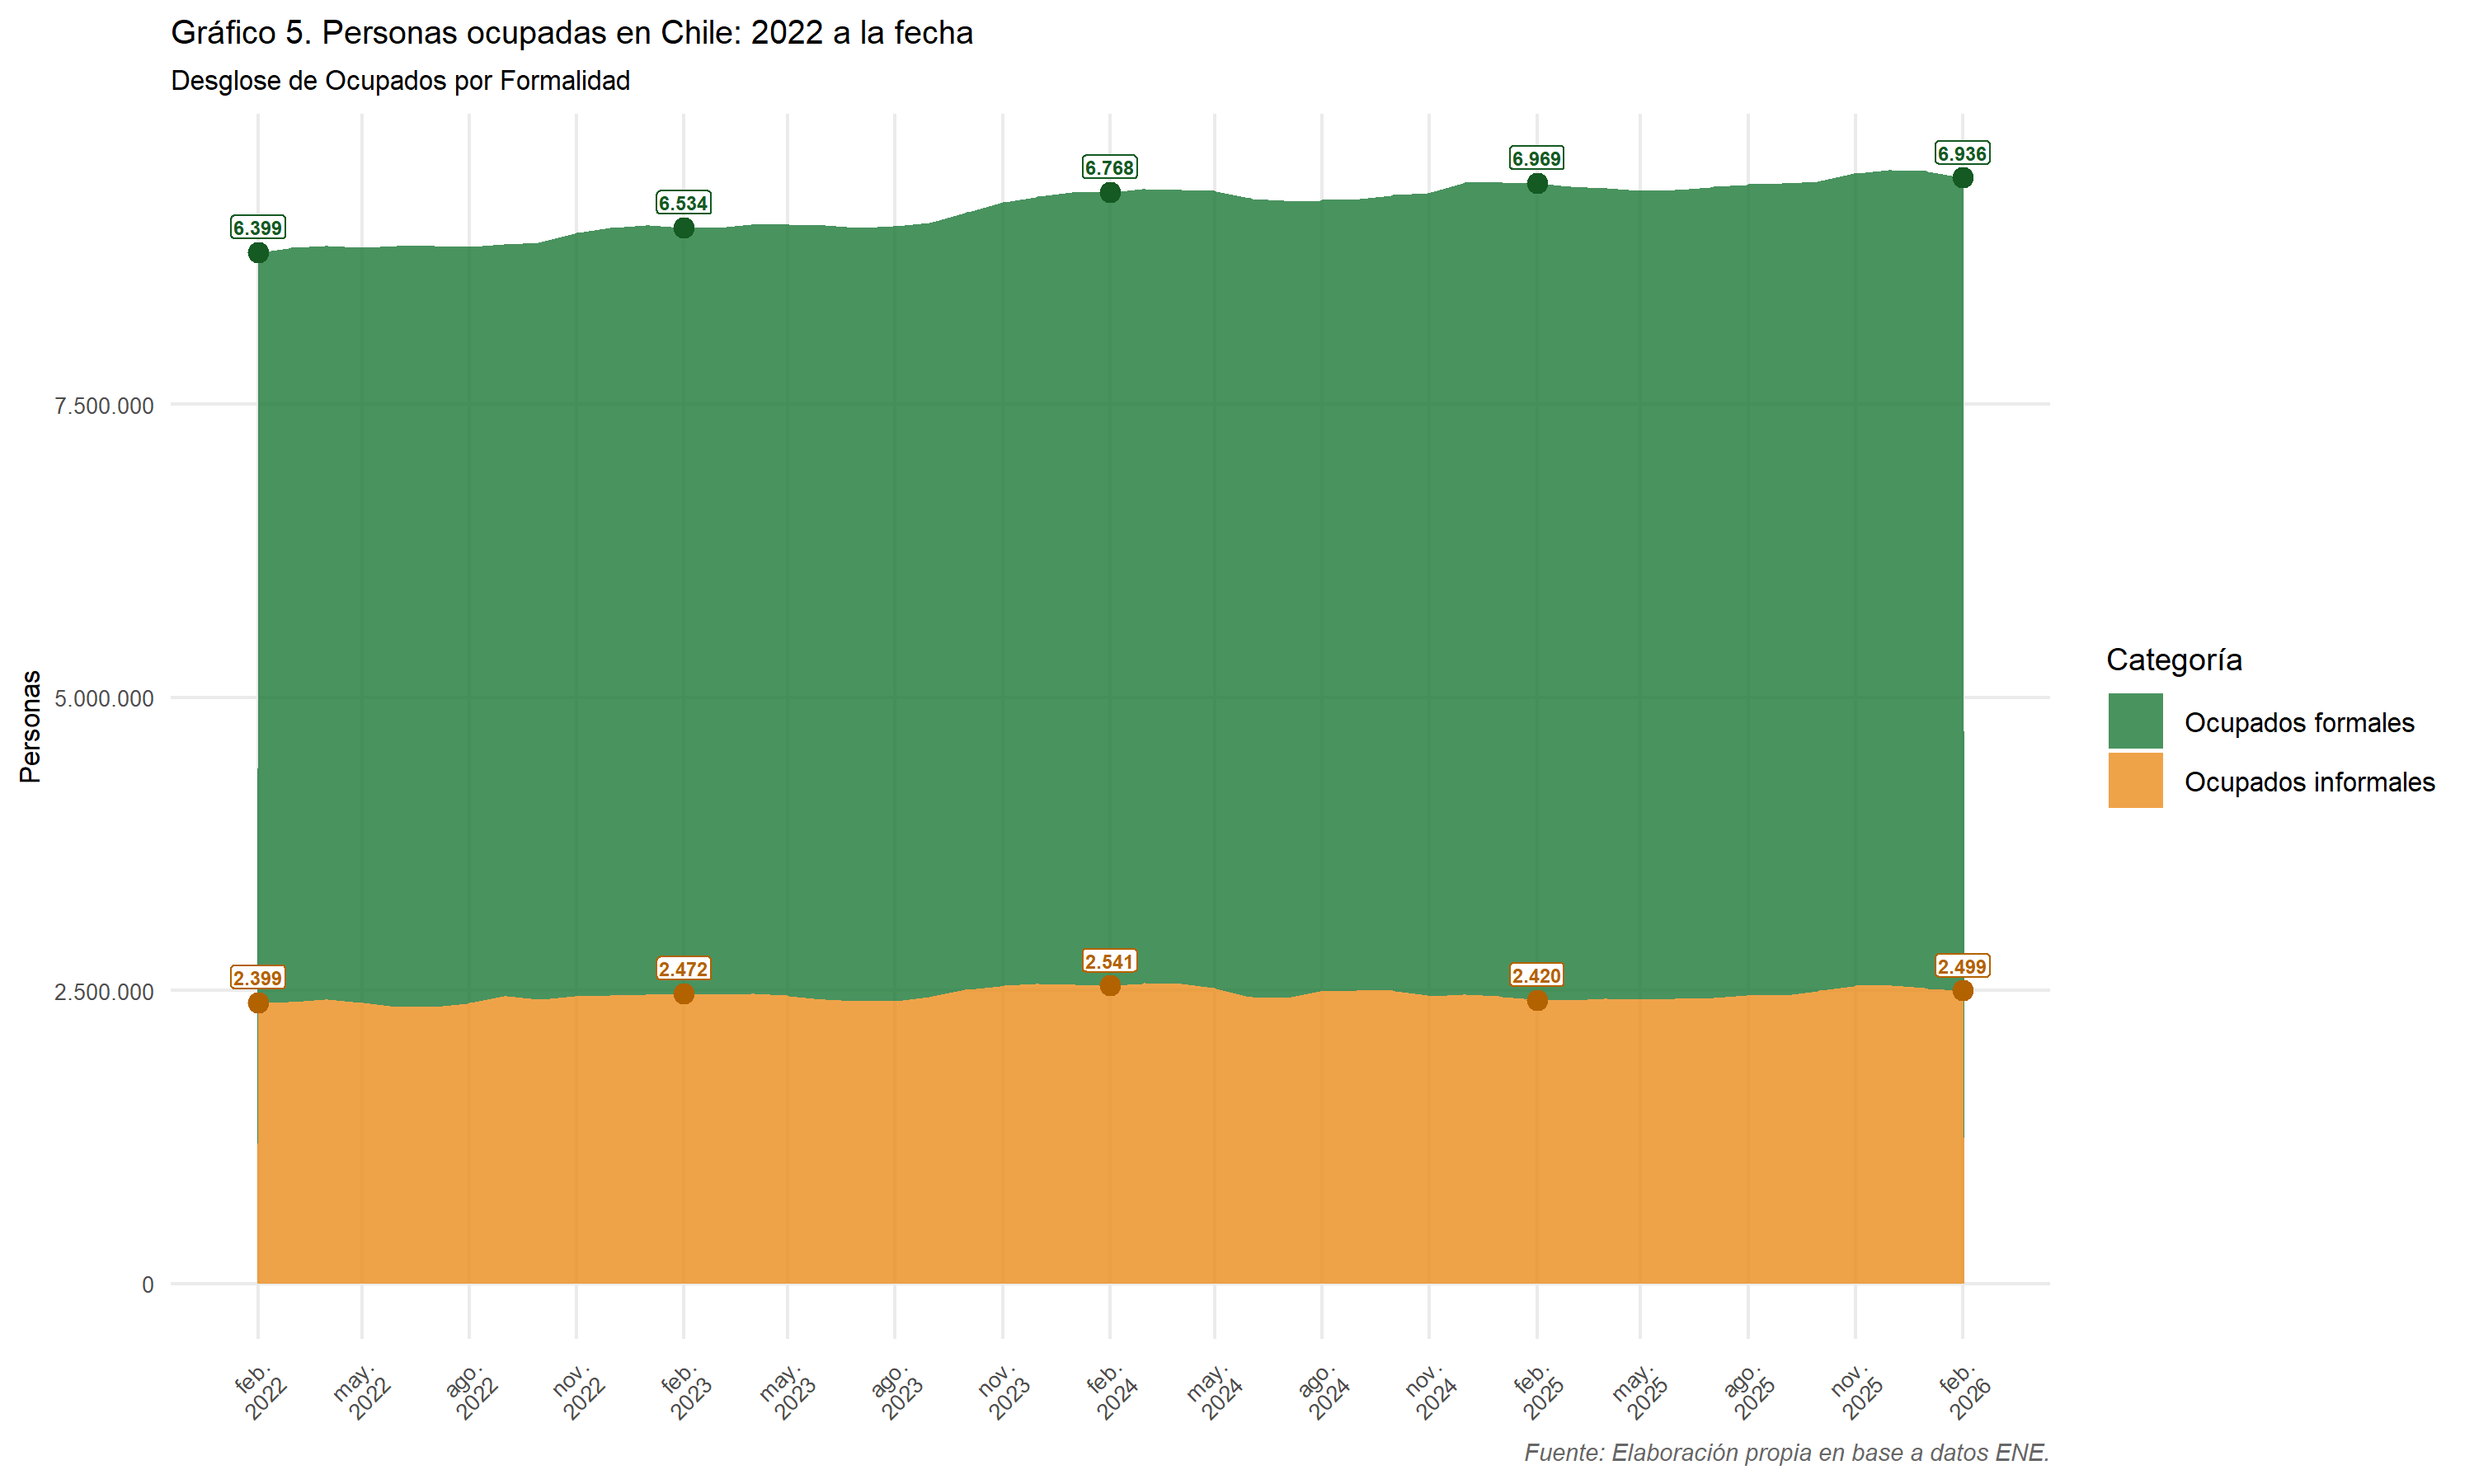 Gráfico 5. Personas ocupadas en Chile: 2022 a la fecha
Desglose de Ocupados por Formalidad
6.399
6.534
6.768
6.969
6.936
2.399
2.472
2.541
2.420
2.499
Personas
7.500.000
5.000.000
2.500.000
0
feb.
2022
may.
2022
ago.
2022
nov.
2022
feb.
2023
may.
2023
ago.
2023
nov.
2023
feb.
2024
may.
2024
ago.
2024
nov.
2024
feb.
2025
may.
2025
ago.
2025
nov.
2025
feb.
2026
Categoría
Ocupados formales
Ocupados informales
Fuente: Elaboración propia en base a datos ENE.